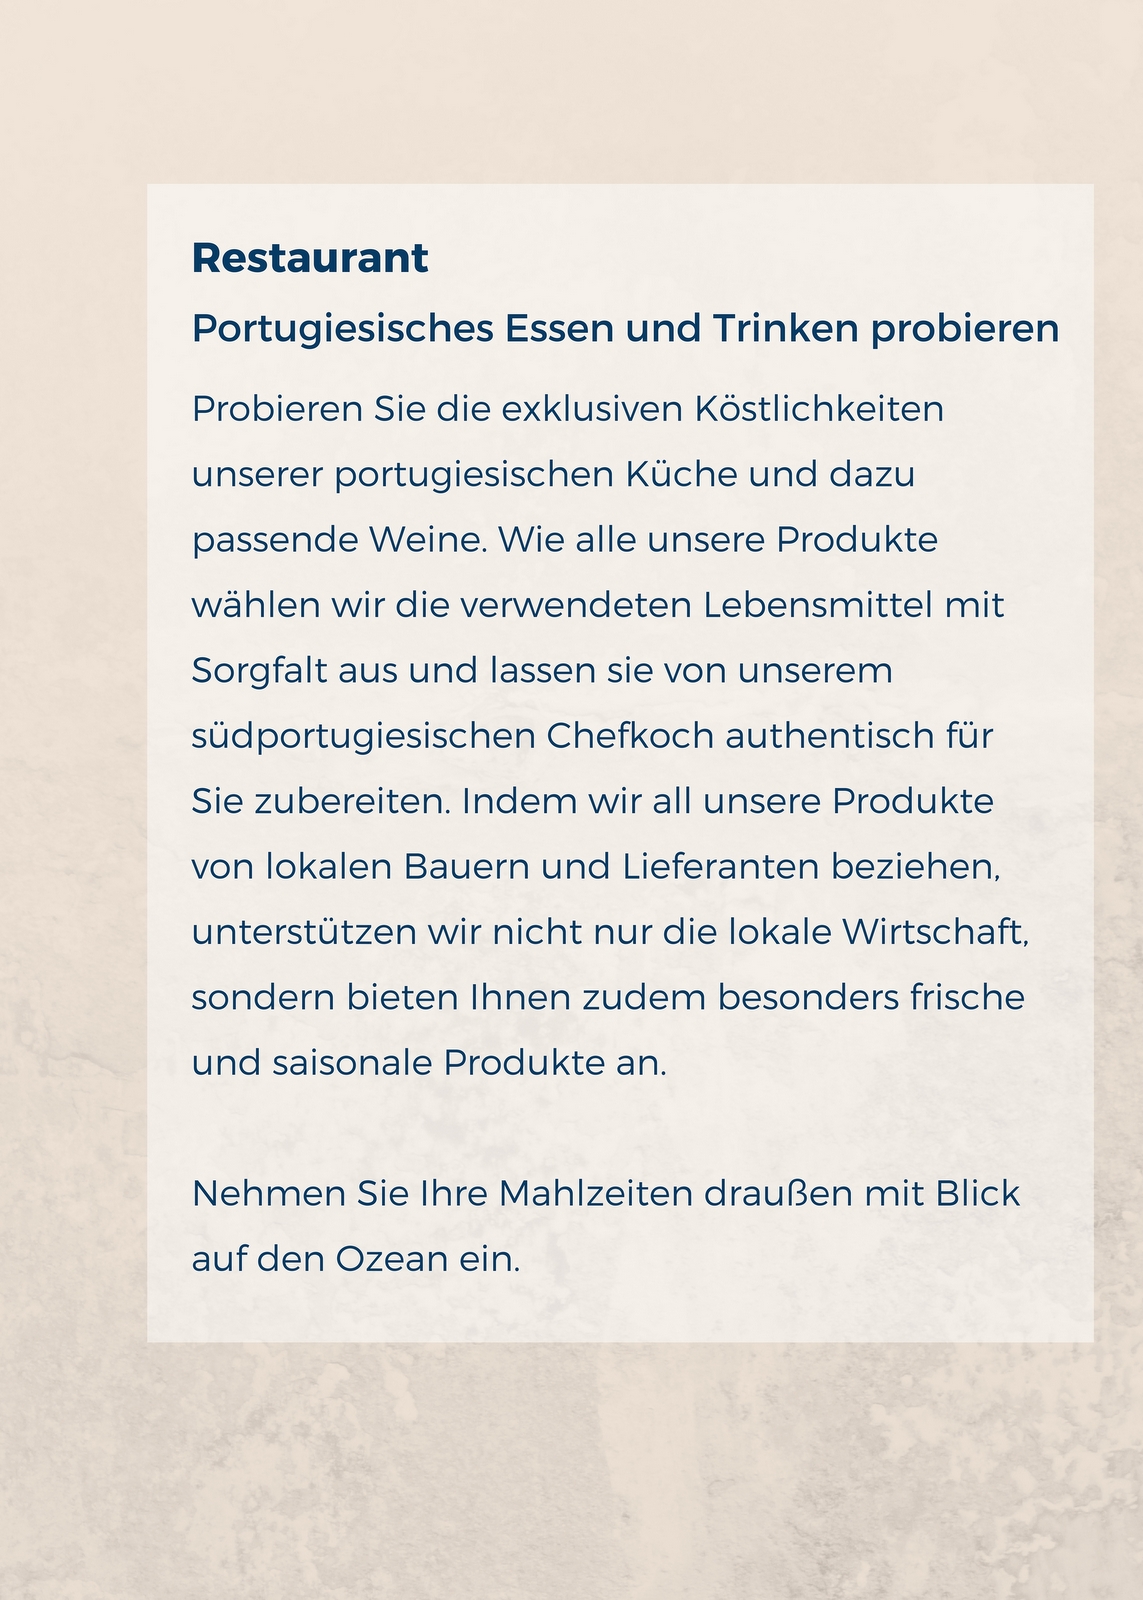 Restaurant
Portugiesisches Essen und Trinken probieren
Probieren Sie die exklusiven Köstlichkeiten
unserer portugiesischen Küche und dazu
passende Weine. Wie alle unsere Produkte
wählen wir die verwendeten Lebensmittel mit
Sorgfalt aus und lassen sie von unserem
südportugiesischen Chefkoch authentisch für
Sie zubereiten. Indem wir all unsere Produkte
von lokalen Bauern und Lieferanten beziehen,
unterstützen wir nicht nur die lokale Wirtschaft,
sondern bieten Ihnen zudem besonders frische
und saisonale Produkte an.
Nehmen Sie Ihre Mahlzeiten draußen mit Blick
auf den Ozean ein.